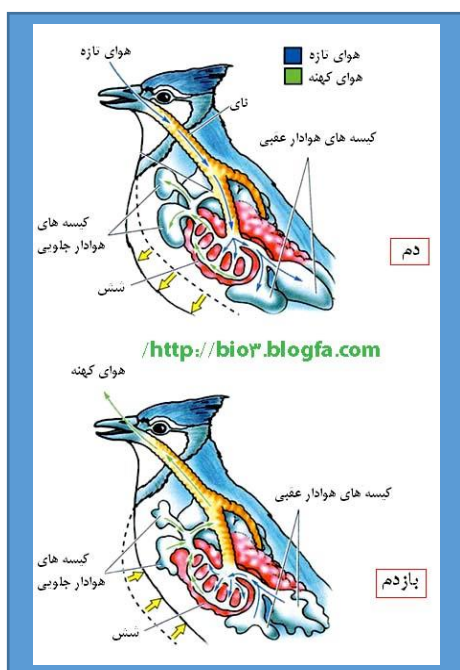 هوای تازه
هوای تازه
هوای کهنه
نای
کیسه های هوادار عقبی
کیسه های
هوادار جلویی
شش
دم
/http://bio۳.blogfa.com
هوای کهنه
کیسه های هوادار عقبی
کیسه های
هوادار جلویی
شش
بازدم